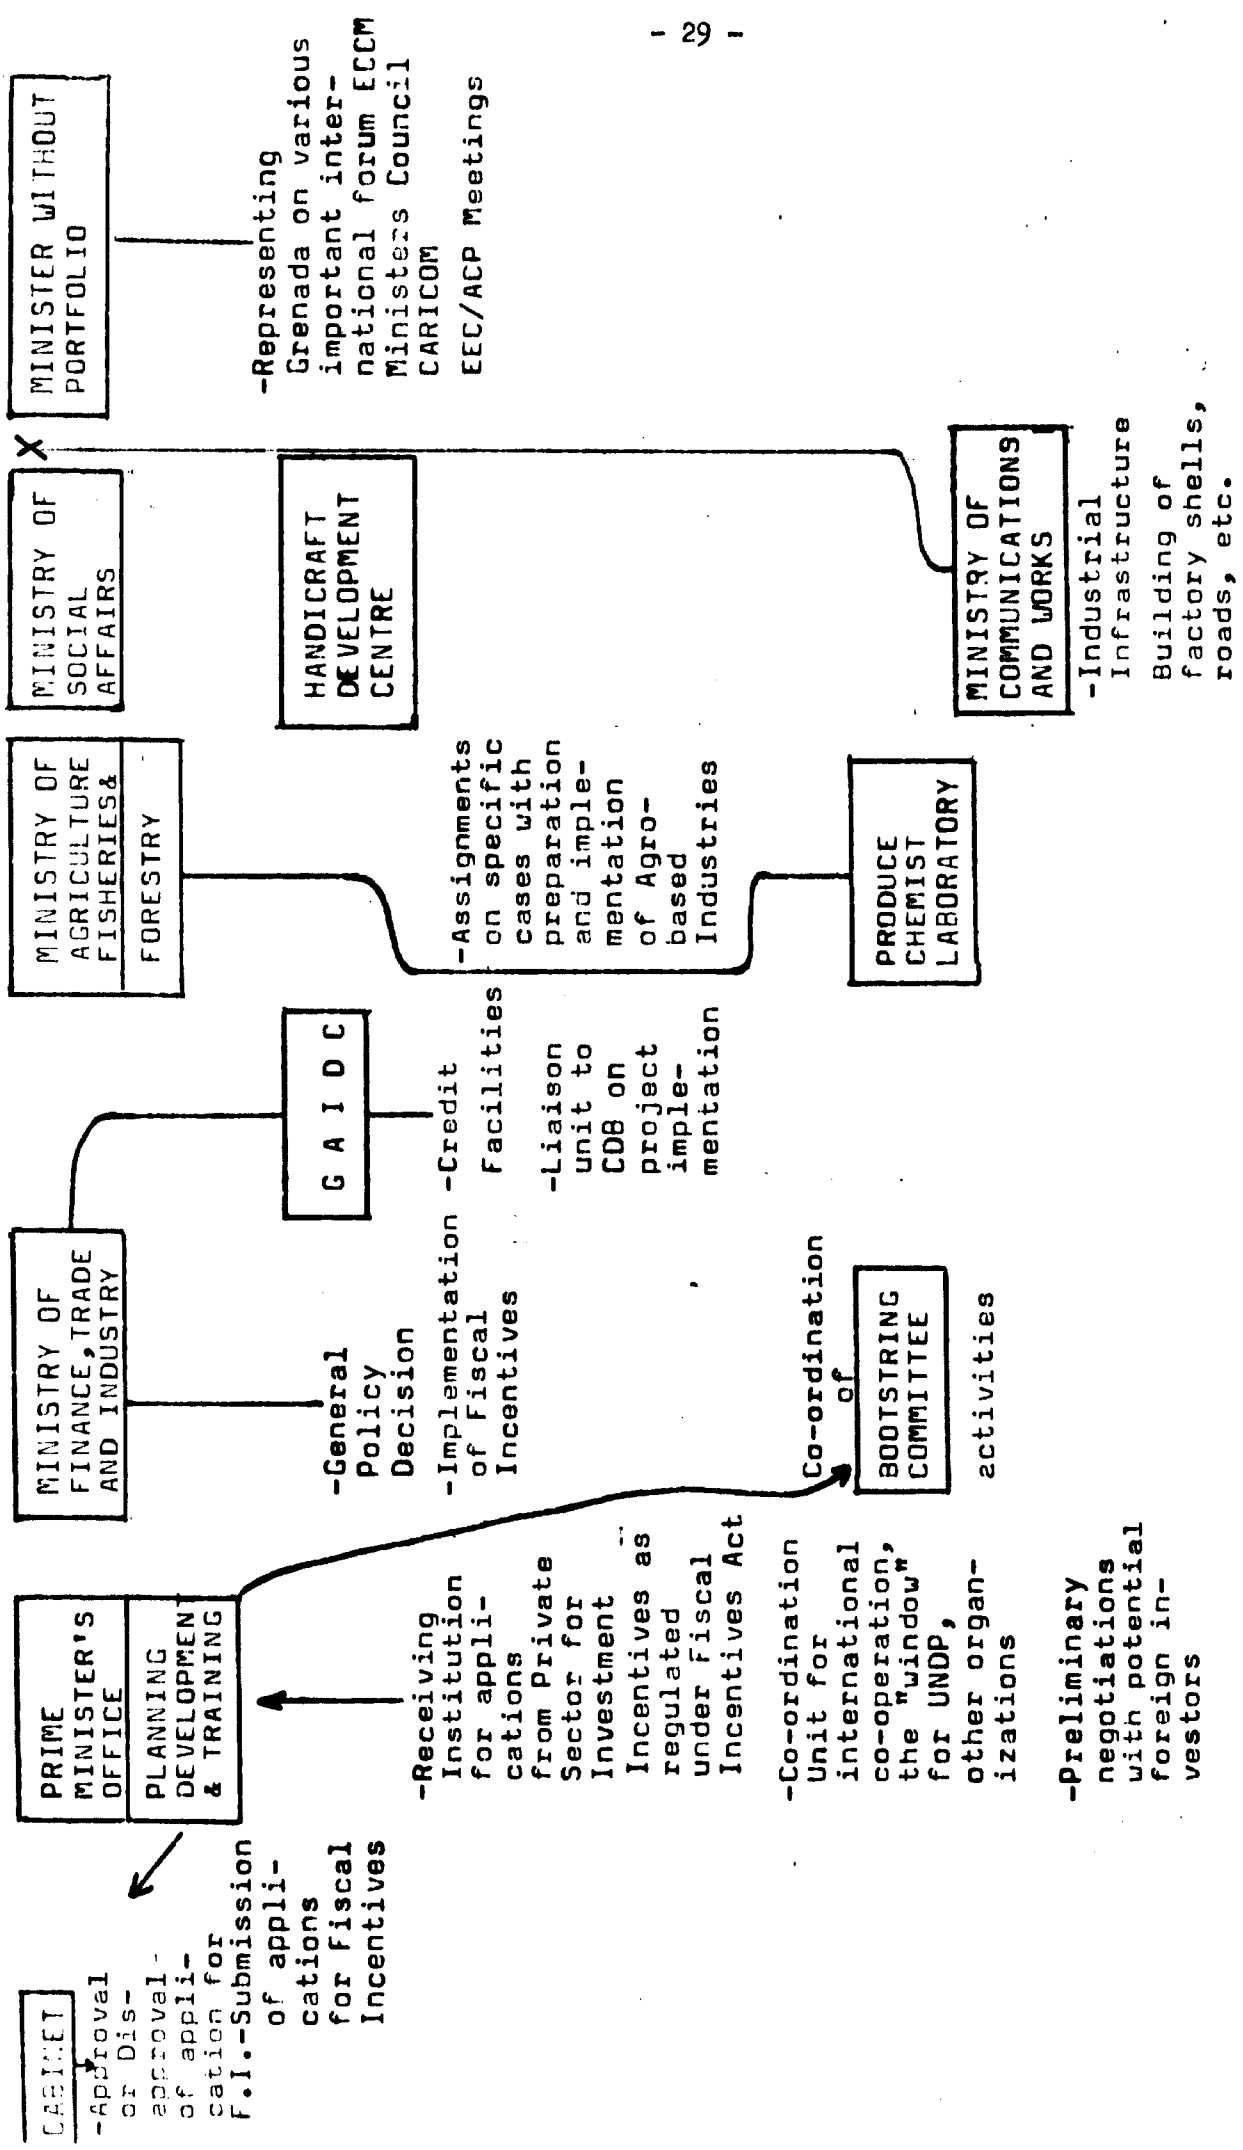 - 29 -
CABINET
-Approval
or Dis-
approval-
of appli-
cation for
F.I.
-Submission
of appli-
cations
for Fiscal
Incentives
PRIME
MINISTER'S
OFFICE
PLANNING
DEVELOPMEN
& TRAINING
-Receiving
Institution
for appli-
cations
from Private
Sector for
Investment
Incentives as
regulated
under Fiscal
Incentives Act
-Co-ordination
Unit for
international
co-operation,
the "window"
for UNDP,
other organ-
izations
-Preliminary
negotiations
with potential
foreign in-
vestors
MINISTRY OF
FINANCE,TRADE
AND INDUSTRY
-General
Policy
Decision
-Implementation
of Fiscal
Incentives
Co-ordination
of
BOOTSTRING
COMMITTEE
activities
G A I D C
-Credit
Facilities
-Liaison
unit to
CDB on
project
imple-
mentation
MINISTRY OF
AGRICULTURE
FISHERIES&
FORESTRY
-Assignments
on specific
cases with
preparation
and imple-
mentation
of Agro-
based
Industries
PRODUCE
CHEMIST
LABORATORY
MINISTRY OF
SOCIAL
AFFAIRS
HANDICRAFT
DEVELOPMENT
CENTRE
X
MINISTRY OF
COMMUNICATIONS
AND WORKS
-Industrial
Infrastructure
Building of
factory shells,
roads, etc.
MINISTER WITHOUT
PORTFOLIO
-Representing
Grenada on various
important inter-
national forum ECCM
Ministers Council
CARICOM
EEC/ACP Meetings